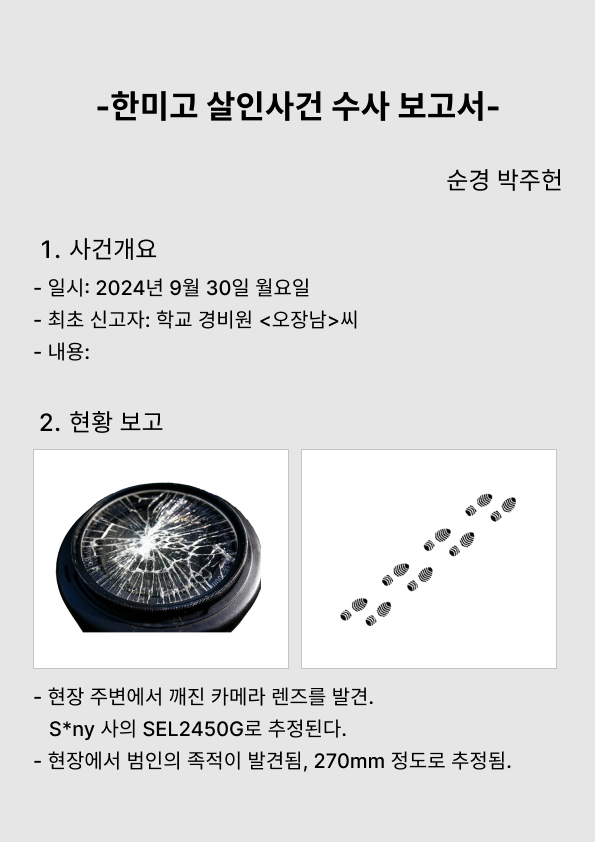 -한미고 살인사건 수사 보고서-
순경 박주헌
1. 사건개요
- 일시: 2024년 9월 30일 월요일
- 최초 신고자: 학교 경비원 <오장남>씨
- 내용:
2. 현황 보고
- 현장 주변에서 깨진 카메라 렌즈를 발견.
S*ny 사의 SEL2450G로 추정된다.
- 현장에서 범인의 족적이 발견됨, 270mm 정도로 추정됨.